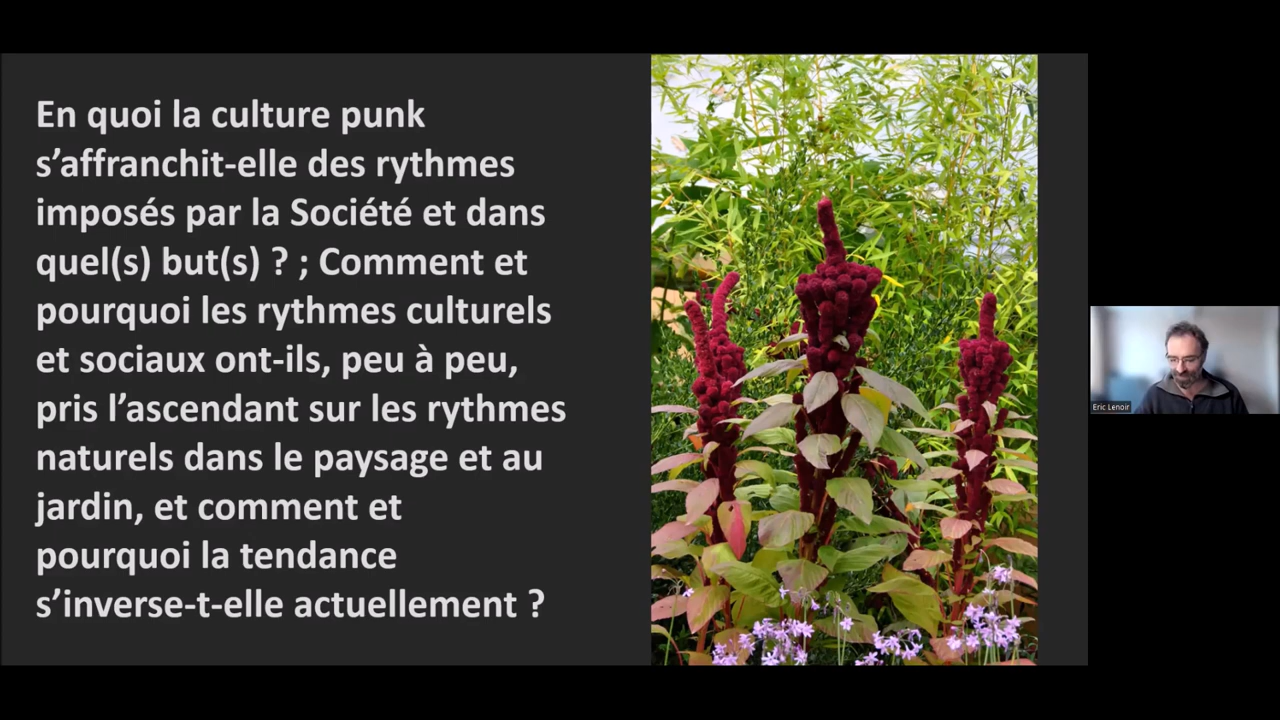 En quoi la culture punk
s’affranchit-elle des rythmes
imposés par la Société et dans
quel(s) but(s) ? ; Comment et
pourquoi les rythmes culturels
et sociaux ont-ils, peu à peu,
pris l’ascendant sur les rythmes
naturels dans le paysage et au
jardin, et comment et
pourquoi la tendance
s’inverse-t-elle actuellement ?
Eric Lenoir